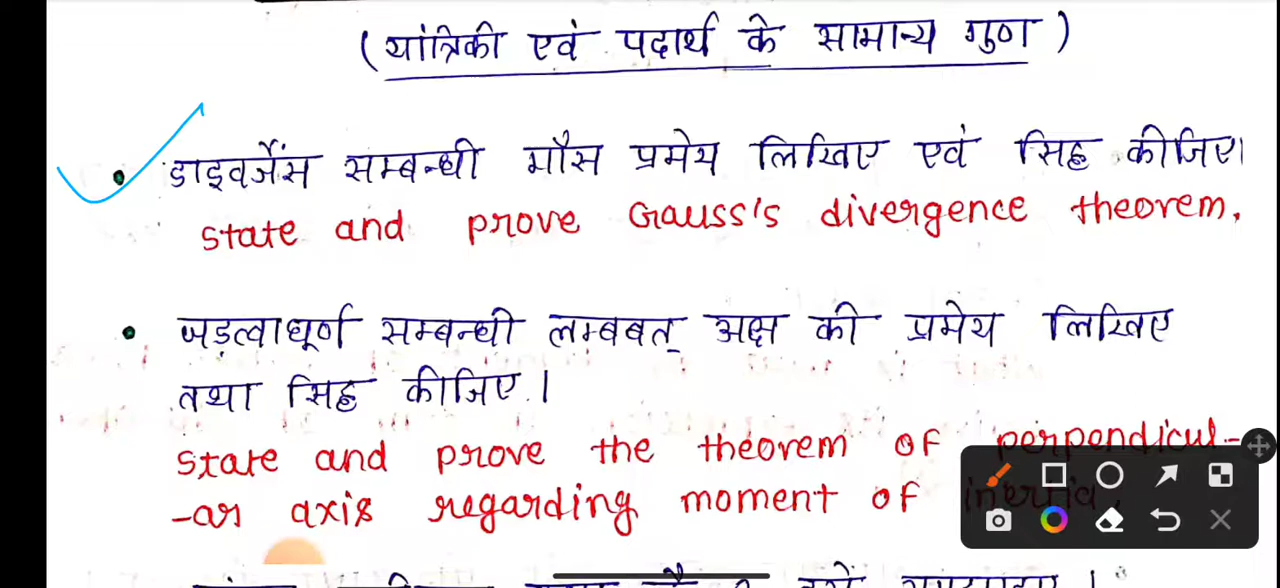 (यांत्रिकी एवं पदार्थ के सामान्य गुण)
• डाइवर्जेंस सम्बन्धी गौस प्रमेय लिखिए एवं सिद्ध कीजिए।
State and prove Gauss's divergence theorem.
• जड़त्वाघूर्ण सम्बन्धी लम्बबत् अक्ष की प्रमेय लिखिए
तथा सिद्ध कीजिए।
State and prove the theorem of perpendicul-
-ar axis regarding moment of inertia.